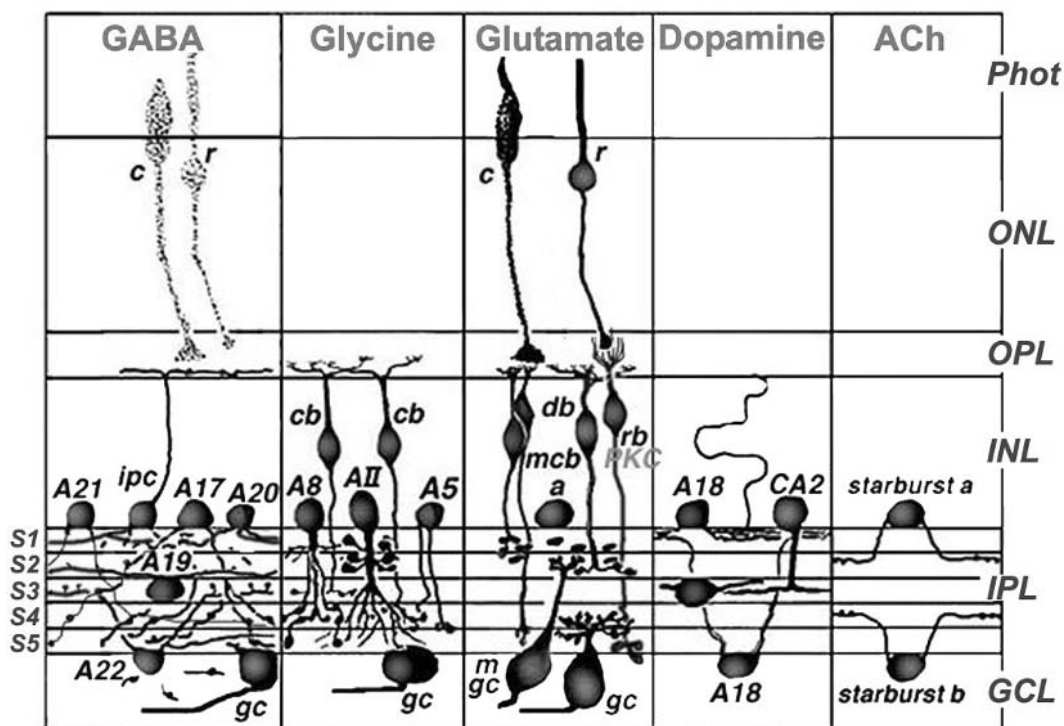 GABA Glycine Glutamate Dopamine ACh
Phot
c r c r
ONL
OPL
cb cb db rb
mcb PKC
INL
A21 ipc A17 A20 A8 AII A5 a A18 CA2 starburst a
S1
S2
A19
S3 IPL
S4
S5
A22 gc gc m gc gc A18 starburst b GCL